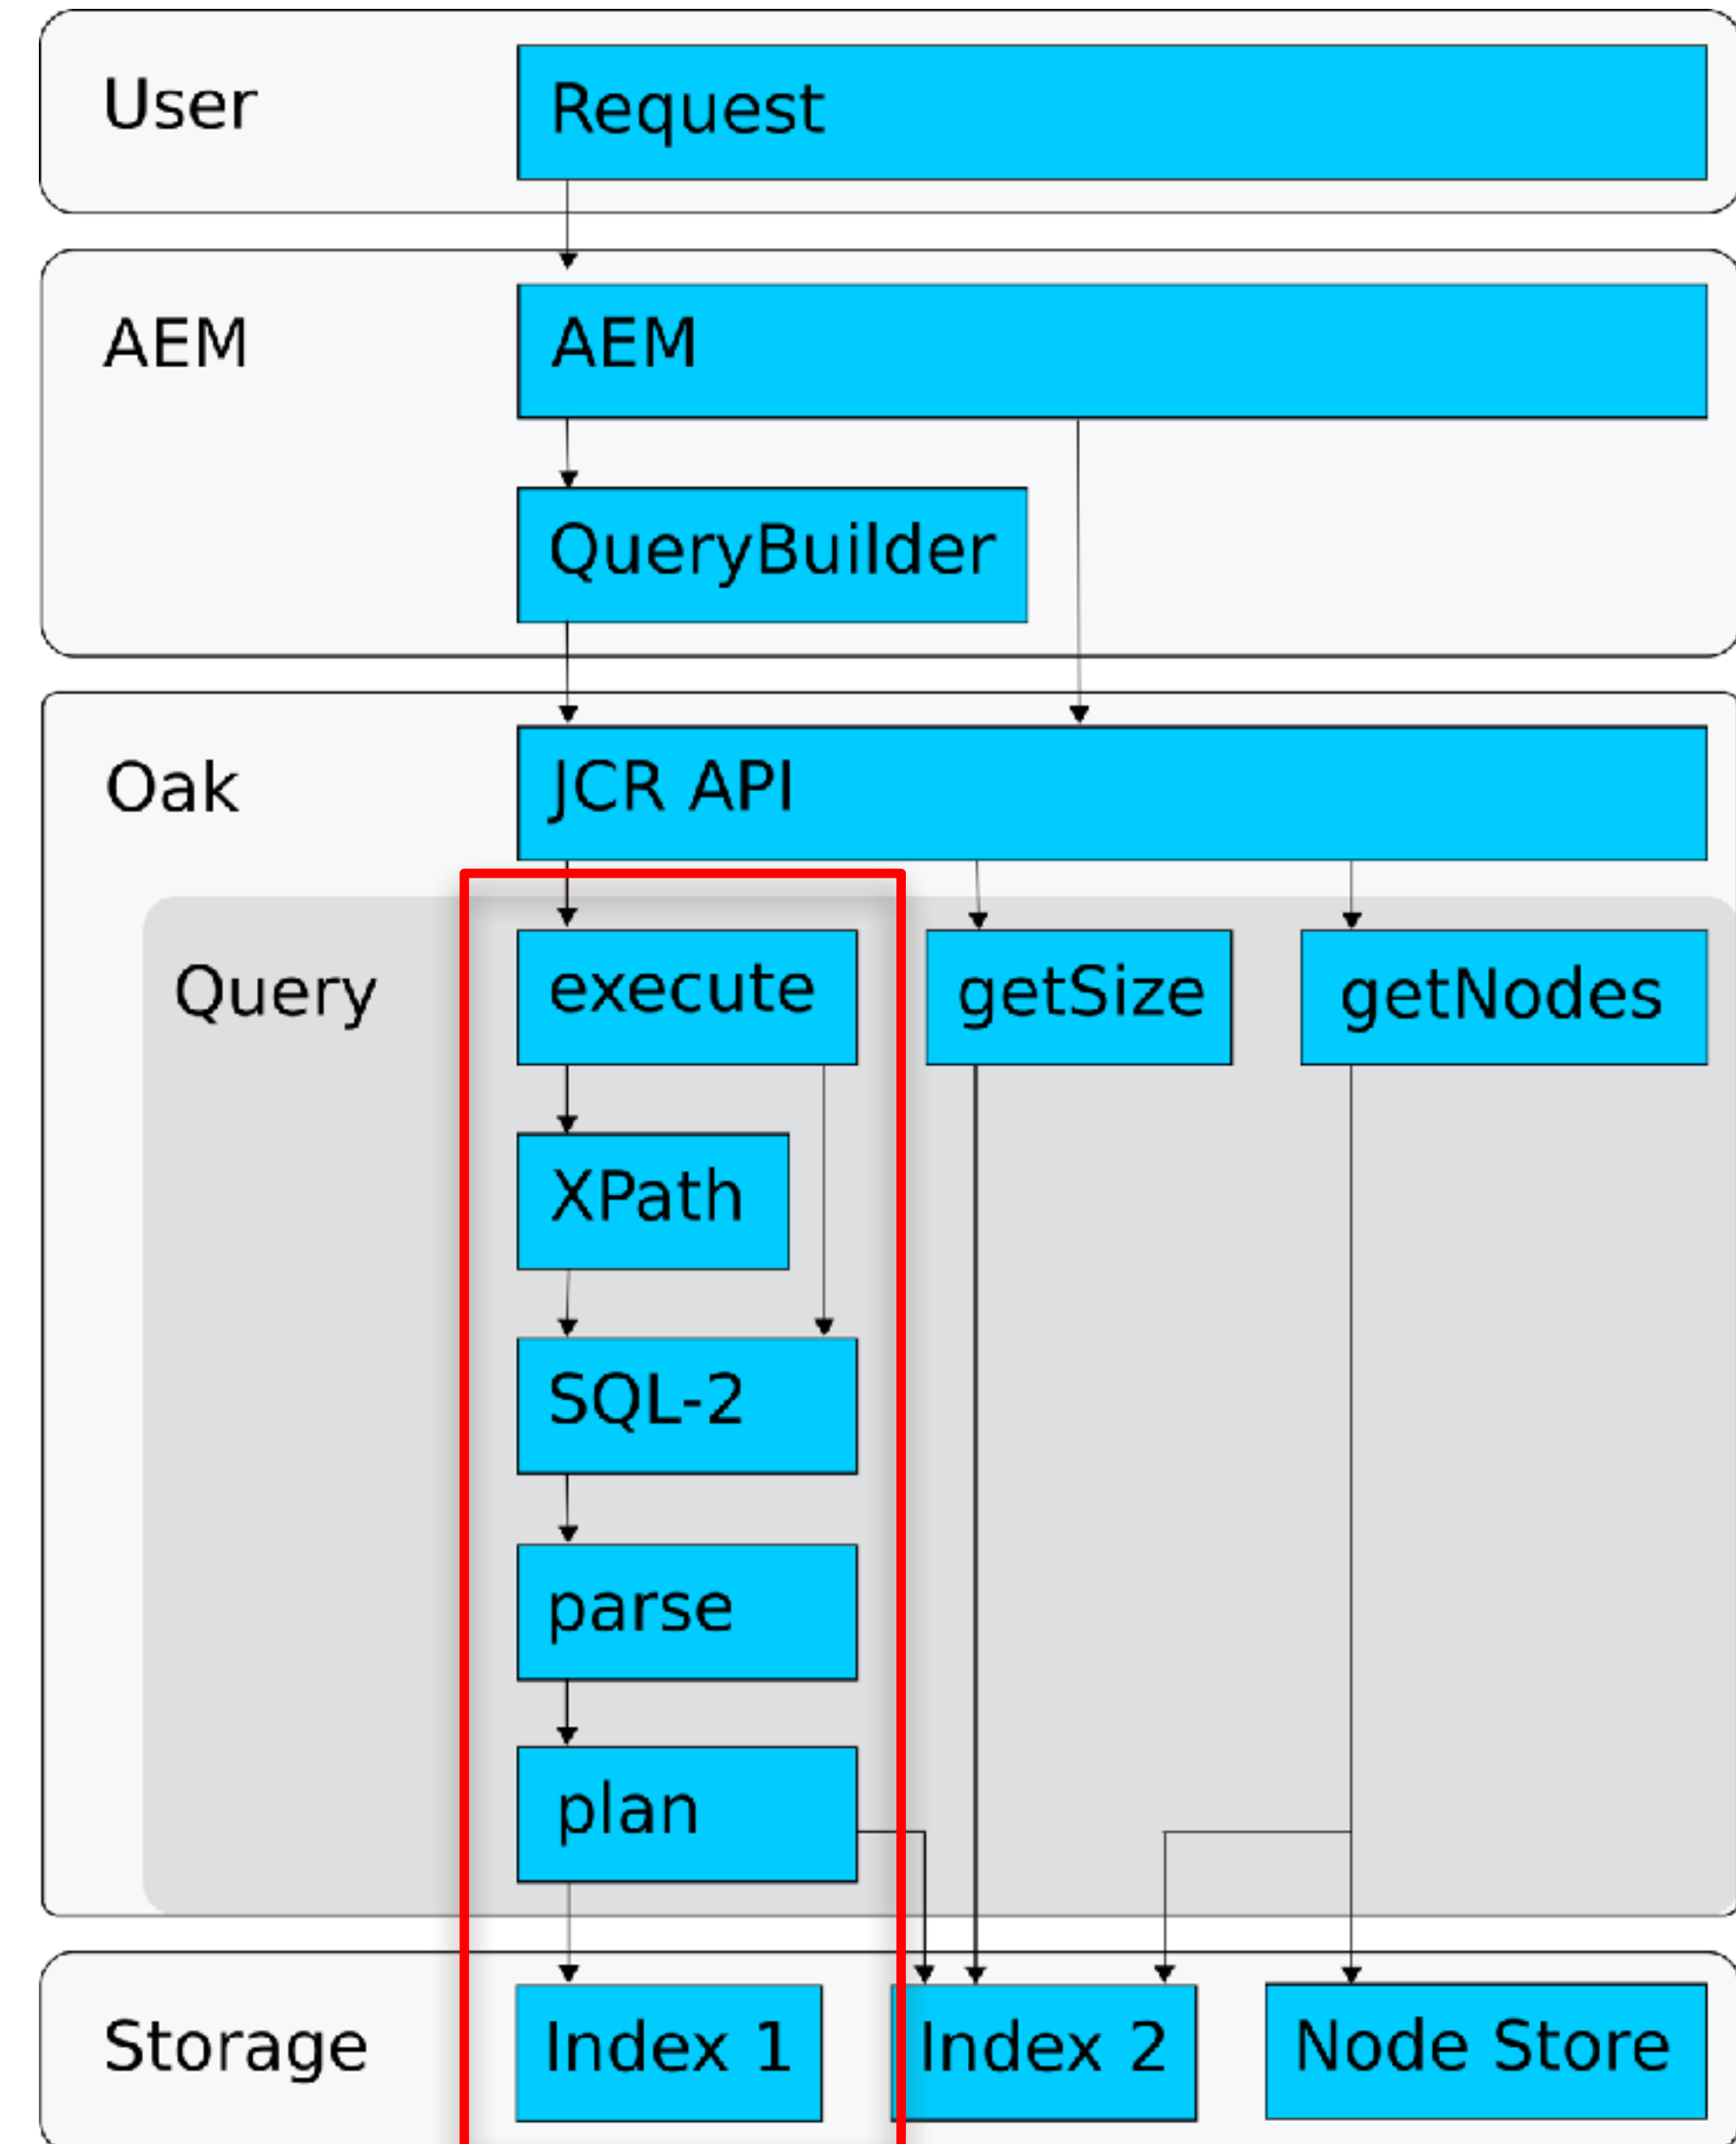 User
Request
AEM
AEM
QueryBuilder
Oak
JCR API
Query
execute
getSize
getNodes
XPath
SQL-2
parse
plan
Storage
Index 1
Index 2
Node Store